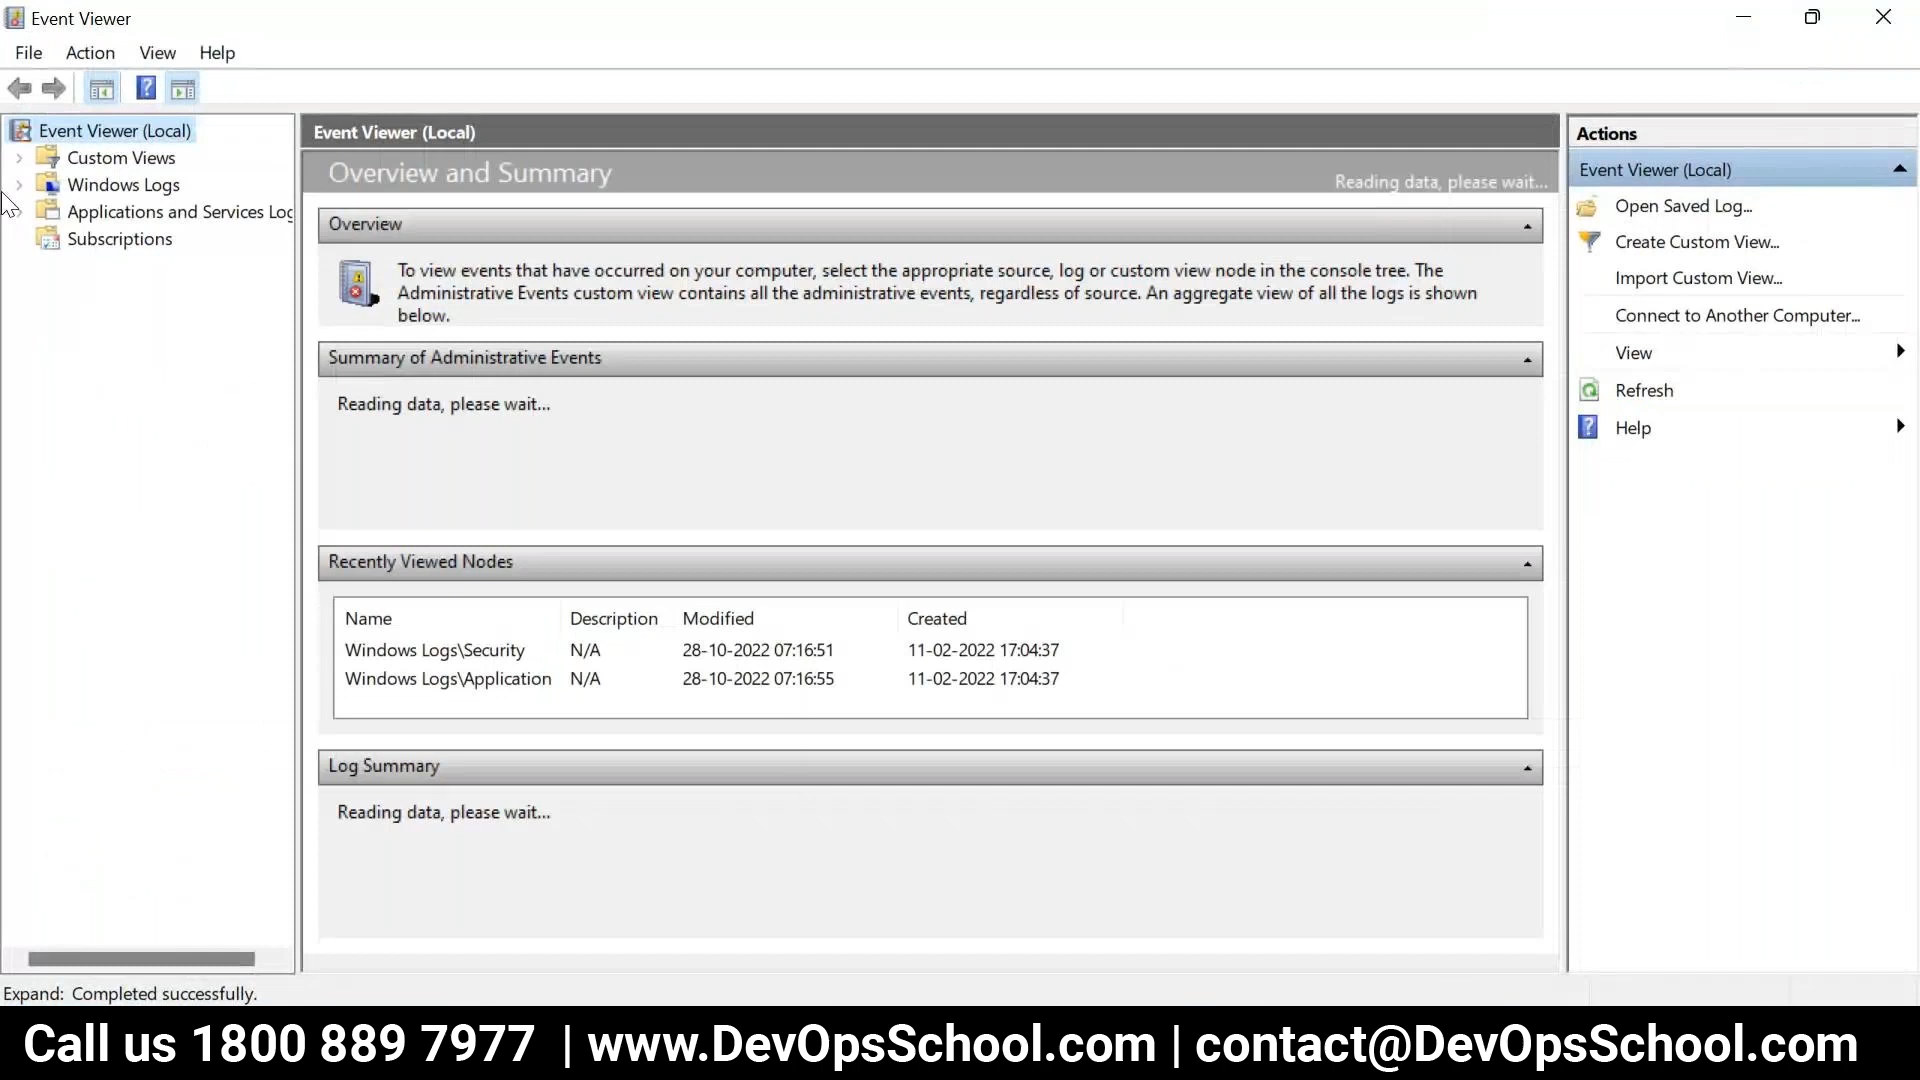 Event Viewer
File Action View Help
Event Viewer (Local)
Custom Views
Windows Logs
Applications and Services Log
Subscriptions
Event Viewer (Local)
Overview and Summary
Reading data, please wait...
Overview
To view events that have occurred on your computer, select the appropriate source, log or custom view node in the console tree. The
Administrative Events custom view contains all the administrative events, regardless of source. An aggregate view of all the logs is shown
below.
Summary of Administrative Events
Reading data, please wait...
Recently Viewed Nodes
Name Description Modified Created
Windows Logs\Security N/A 28-10-2022 07:16:51 11-02-2022 17:04:37
Windows Logs\Application N/A 28-10-2022 07:16:55 11-02-2022 17:04:37
Log Summary
Reading data, please wait...
Actions
Event Viewer (Local)
Open Saved Log...
Create Custom View...
Import Custom View...
Connect to Another Computer...
View
Refresh
Help
Expand: Completed successfully.
Call us 1800 889 7977 | www.DevOpsSchool.com | contact@DevOpsSchool.com